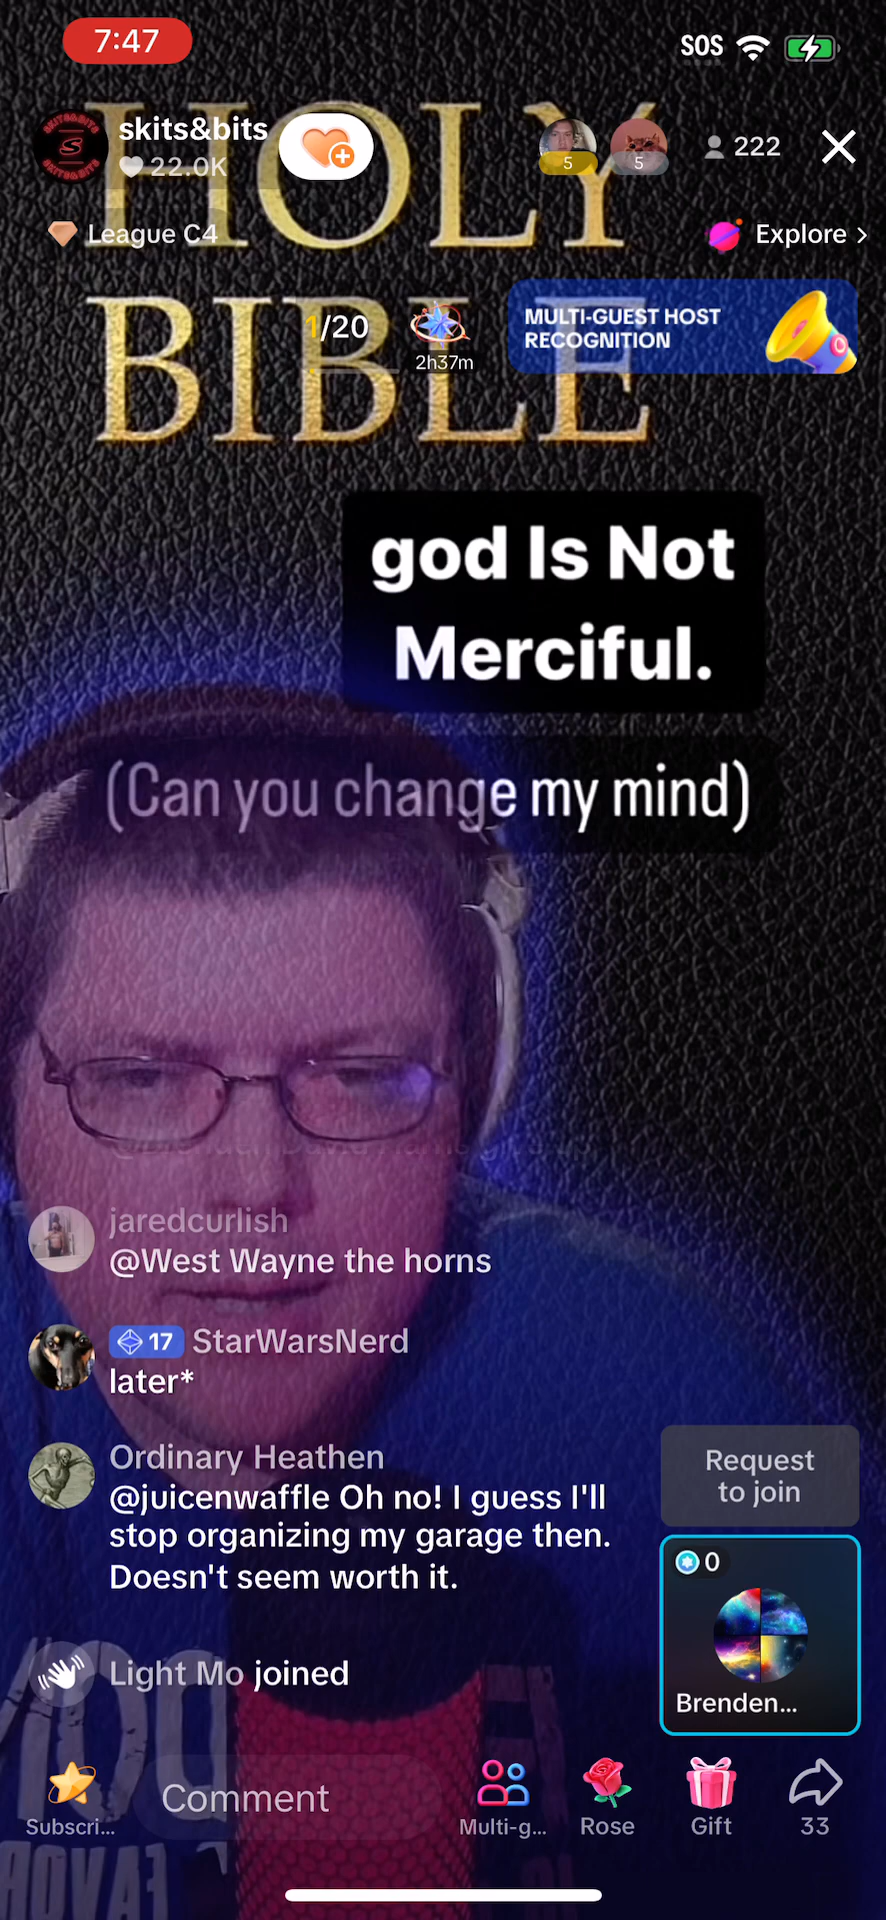 7:47
SOS
HOLY
skits&bits
22.0K
5
5
222
League C4
Explore >
BIBLE
1/20
2h37m
MULTI-GUEST HOST
RECOGNITION
god Is Not
Merciful.
(Can you change my mind)
jaredcurlish
@West Wayne the horns
17 StarWarsNerd
later*
Ordinary Heathen
@juicenwaffle Oh no! I guess I'll
stop organizing my garage then.
Doesn't seem worth it.
Light Mo joined
Request
to join
0
Brenden...
Comment
Subscri...
Multi-g...
Rose
Gift
33